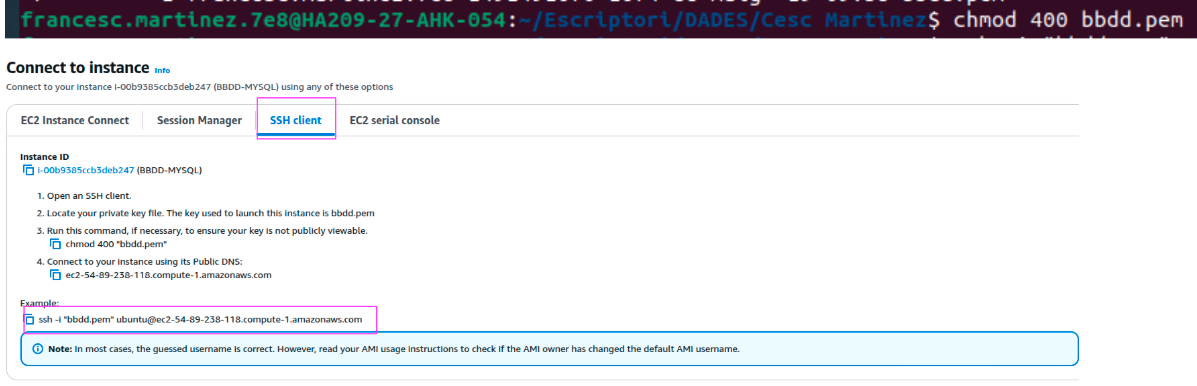 francesc.martinez.7e8@HA209-27-AHK-054:~/Escriptori/DADES/Cesc Martinez$ chmod 400 bbdd.pem
Connect to instance Info
Connect to your instance i-00b9385ccb3deb247 (BBDD-MYSQL) using any of these options
EC2 Instance Connect Session Manager SSH client EC2 serial console
Instance ID
i-00b9385ccb3deb247 (BBDD-MYSQL)
1. Open an SSH client.
2. Locate your private key file. The key used to launch this instance is bbdd.pem
3. Run this command, if necessary, to ensure your key is not publicly viewable.
chmod 400 "bbdd.pem"
4. Connect to your instance using its Public DNS:
ec2-54-89-238-118.compute-1.amazonaws.com
Example:
ssh -i "bbdd.pem" ubuntu@ec2-54-89-238-118.compute-1.amazonaws.com
Note: In most cases, the guessed username is correct. However, read your AMI usage instructions to check if the AMI owner has changed the default AMI username.